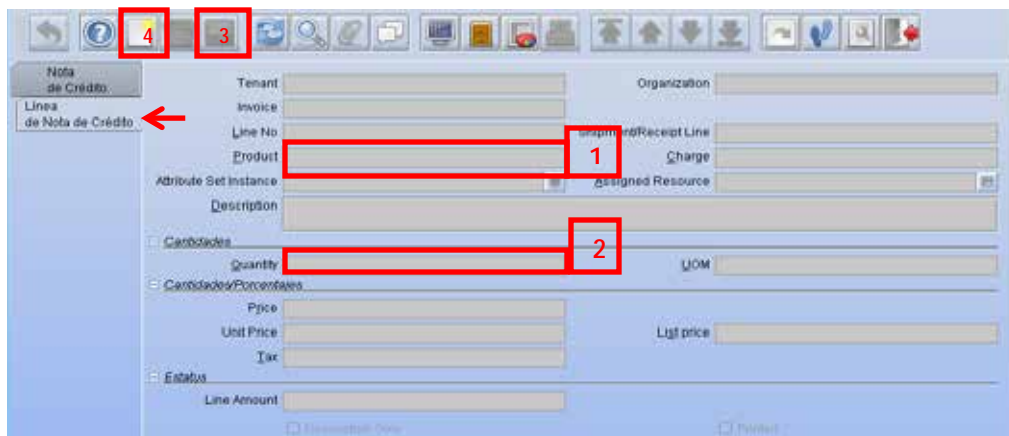 4
3
Nota
de Crédito
Línea
de Nota de Crédito
Tenant
Organization
Invoice
Line No
Shipment/Receipt Line
Product
1
Charge
Attribute Set Instance
Assigned Resource
Description
Cantidades
2
Quantity
UOM
Cantidades/Porcentajes
Price
Unit Price
List price
Tax
Estatus
Line Amount
Printed